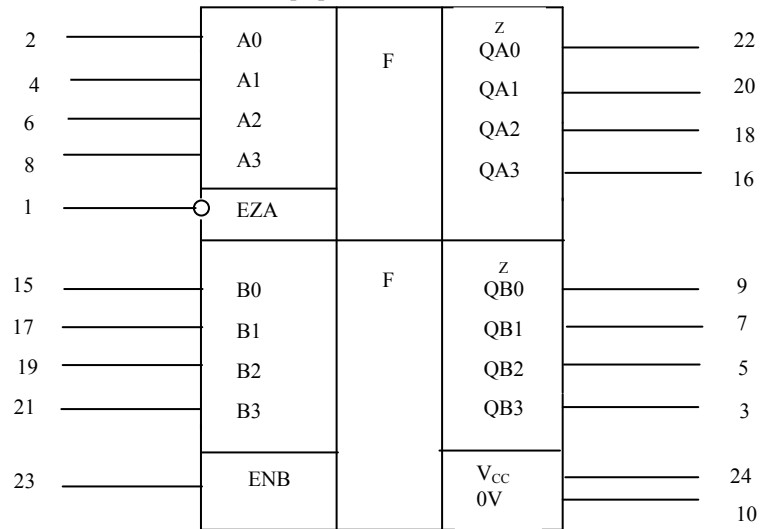 Z
2 A0 F QA0 22
4 A1 QA1 20
6 A2 QA2 18
8 A3 QA3 16
1 EZA
Z
15 B0 F QB0 9
17 B1 QB1 7
19 B2 QB2 5
21 B3 QB3 3
23 ENB VCC 24
0V 10